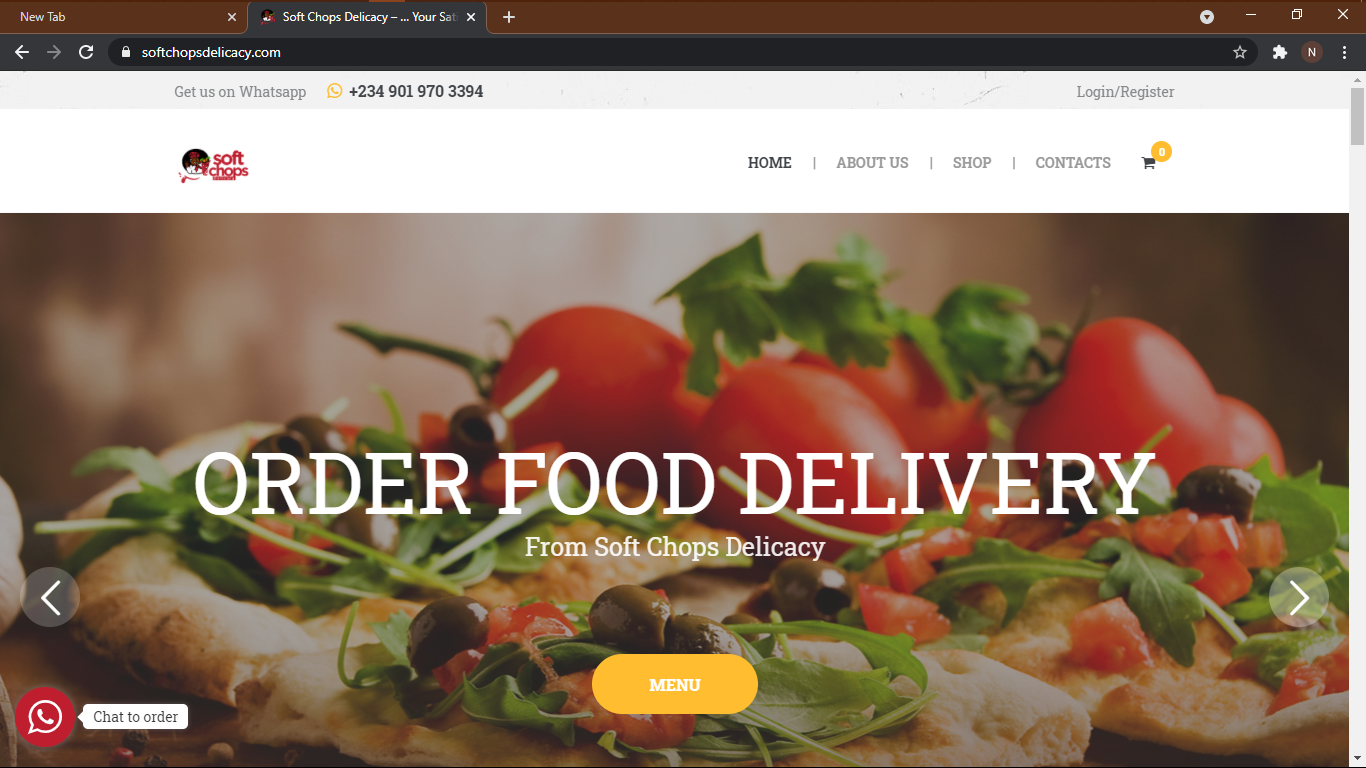 New Tab
Soft Chops Delicacy – ... Your Sat
softchopsdelicacy.com
N
Get us on Whatsapp
+234 901 970 3394
Login/Register
soft
chops
HOME | ABOUT US | SHOP | CONTACTS
0
ORDER FOOD DELIVERY
From Soft Chops Delicacy
MENU
Chat to order